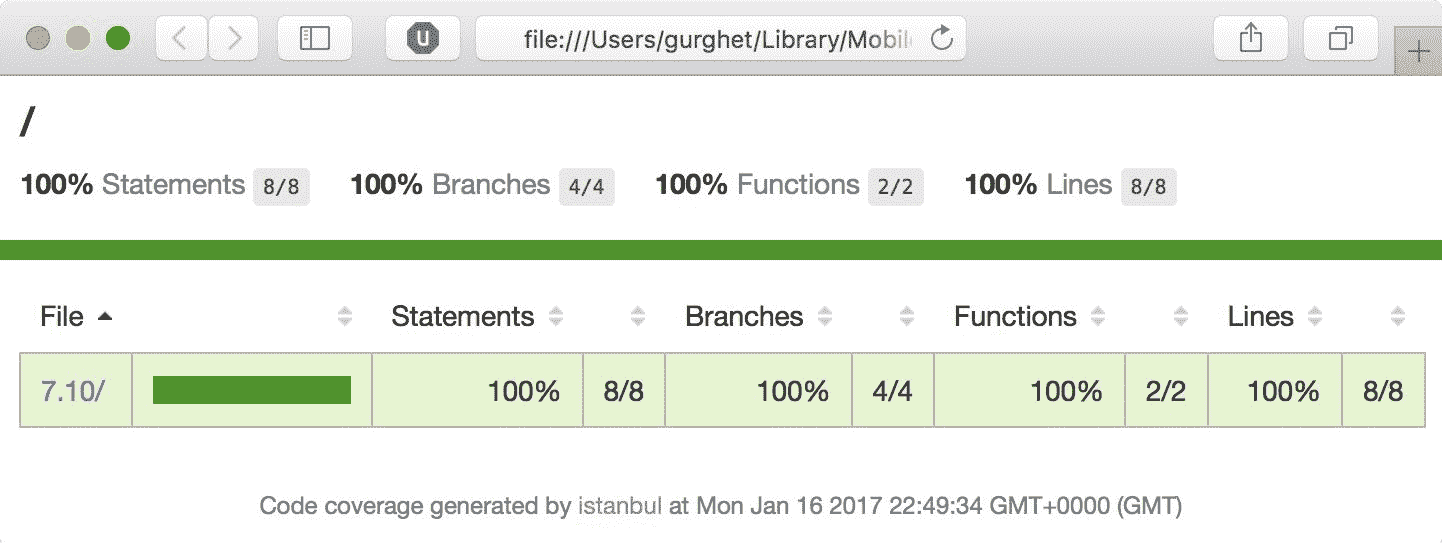 U
file:///Users/gurghet/Library/Mobil
/
100% Statements 8/8 100% Branches 4/4 100% Functions 2/2 100% Lines 8/8
File Statements Branches Functions Lines
7.10/ 100% 8/8 100% 4/4 100% 2/2 100% 8/8
Code coverage generated by istanbul at Mon Jan 16 2017 22:49:34 GMT+0000 (GMT)